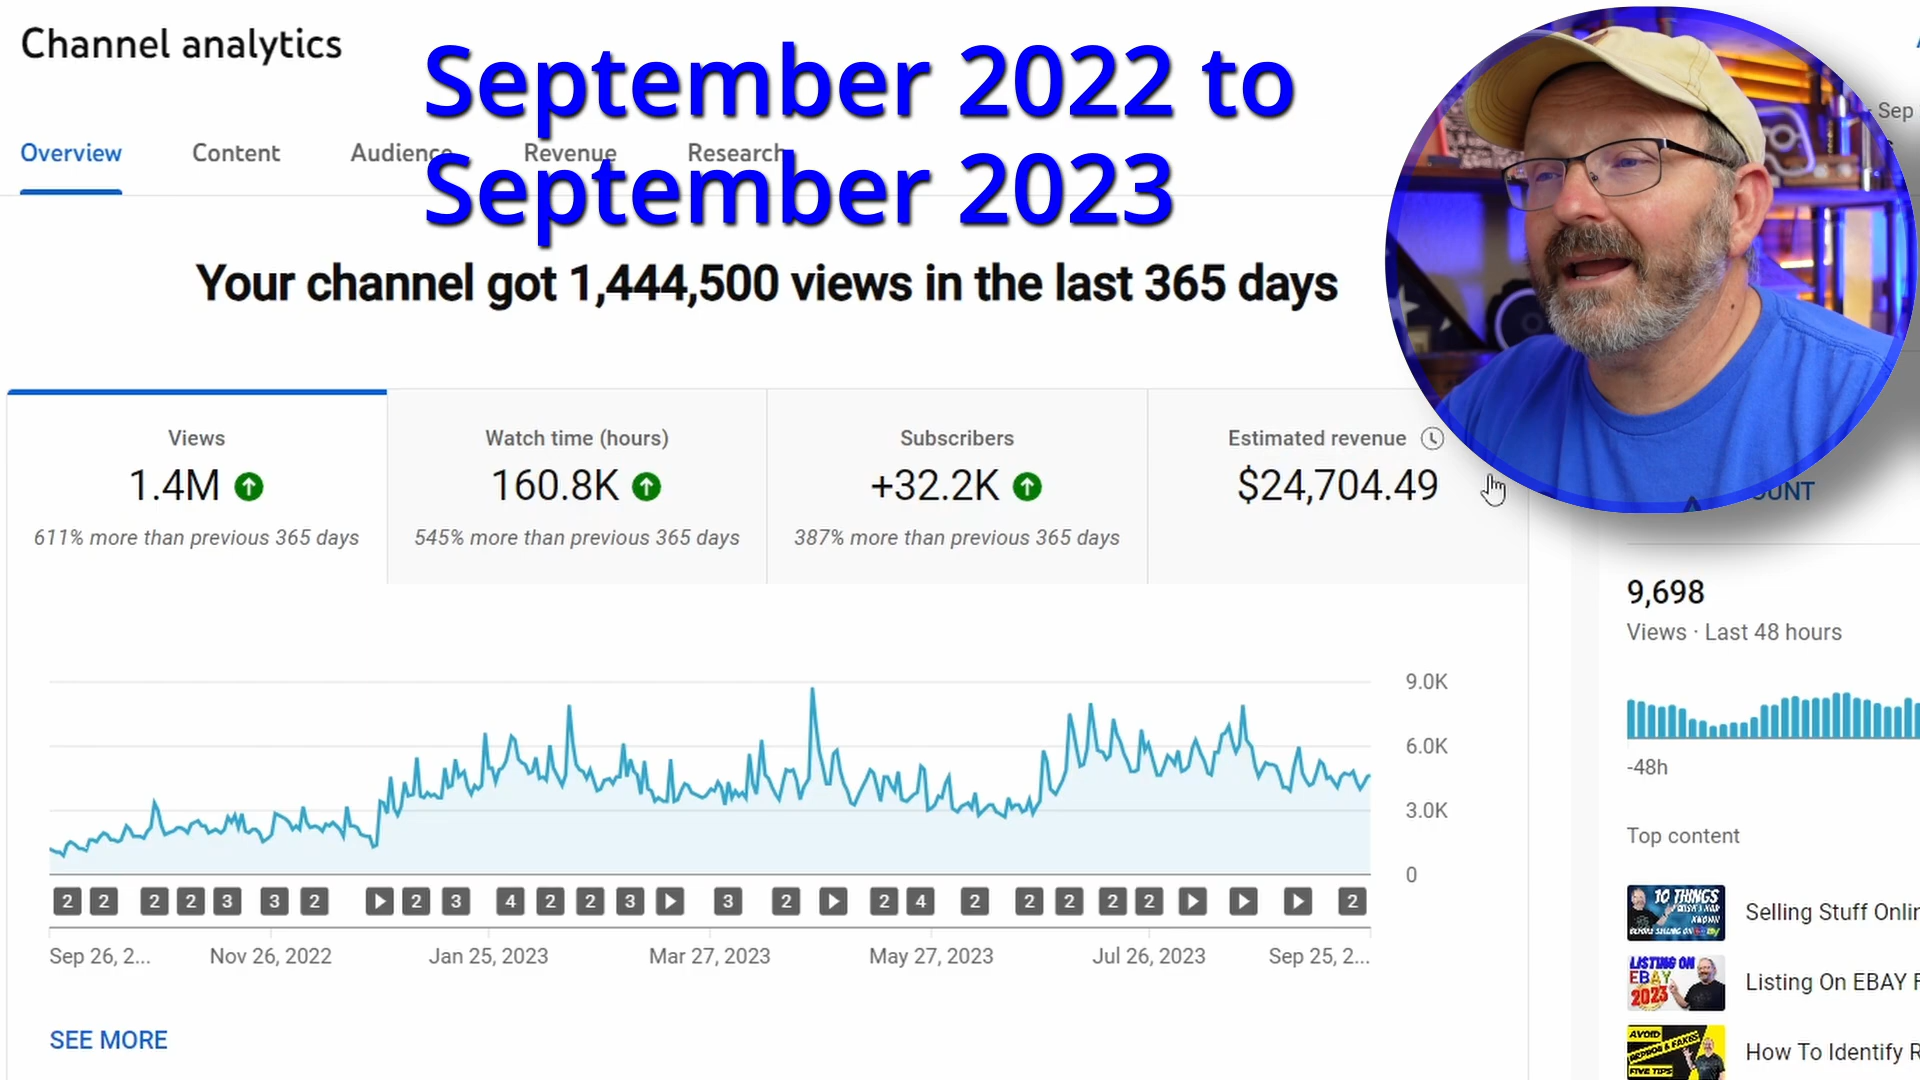 Channel analytics
September 2022 to
September 2023
Sep
Overview
Content
Audience
Revenue
Research
Your channel got 1,444,500 views in the last 365 days
Views
1.4M
611% more than previous 365 days
Watch time (hours)
160.8K
545% more than previous 365 days
Subscribers
+32.2K
387% more than previous 365 days
Estimated revenue
$24,704.49
9.0K
6.0K
3.0K
0
2 2 2 2 3 3 2 2 3 4 2 2 3 3 2 2 4 2 2 2 2 2 2
Sep 26, 2...
Nov 26, 2022
Jan 25, 2023
Mar 27, 2023
May 27, 2023
Jul 26, 2023
Sep 25, 2...
SEE MORE
9,698
Views · Last 48 hours
-48h
Top content
10 THINGS
Selling Stuff Onlin
LISTING ON
EBAY
2023
Listing On EBAY F
AVOID
REPROS & FAKES
FIVE TIPS
How To Identify R